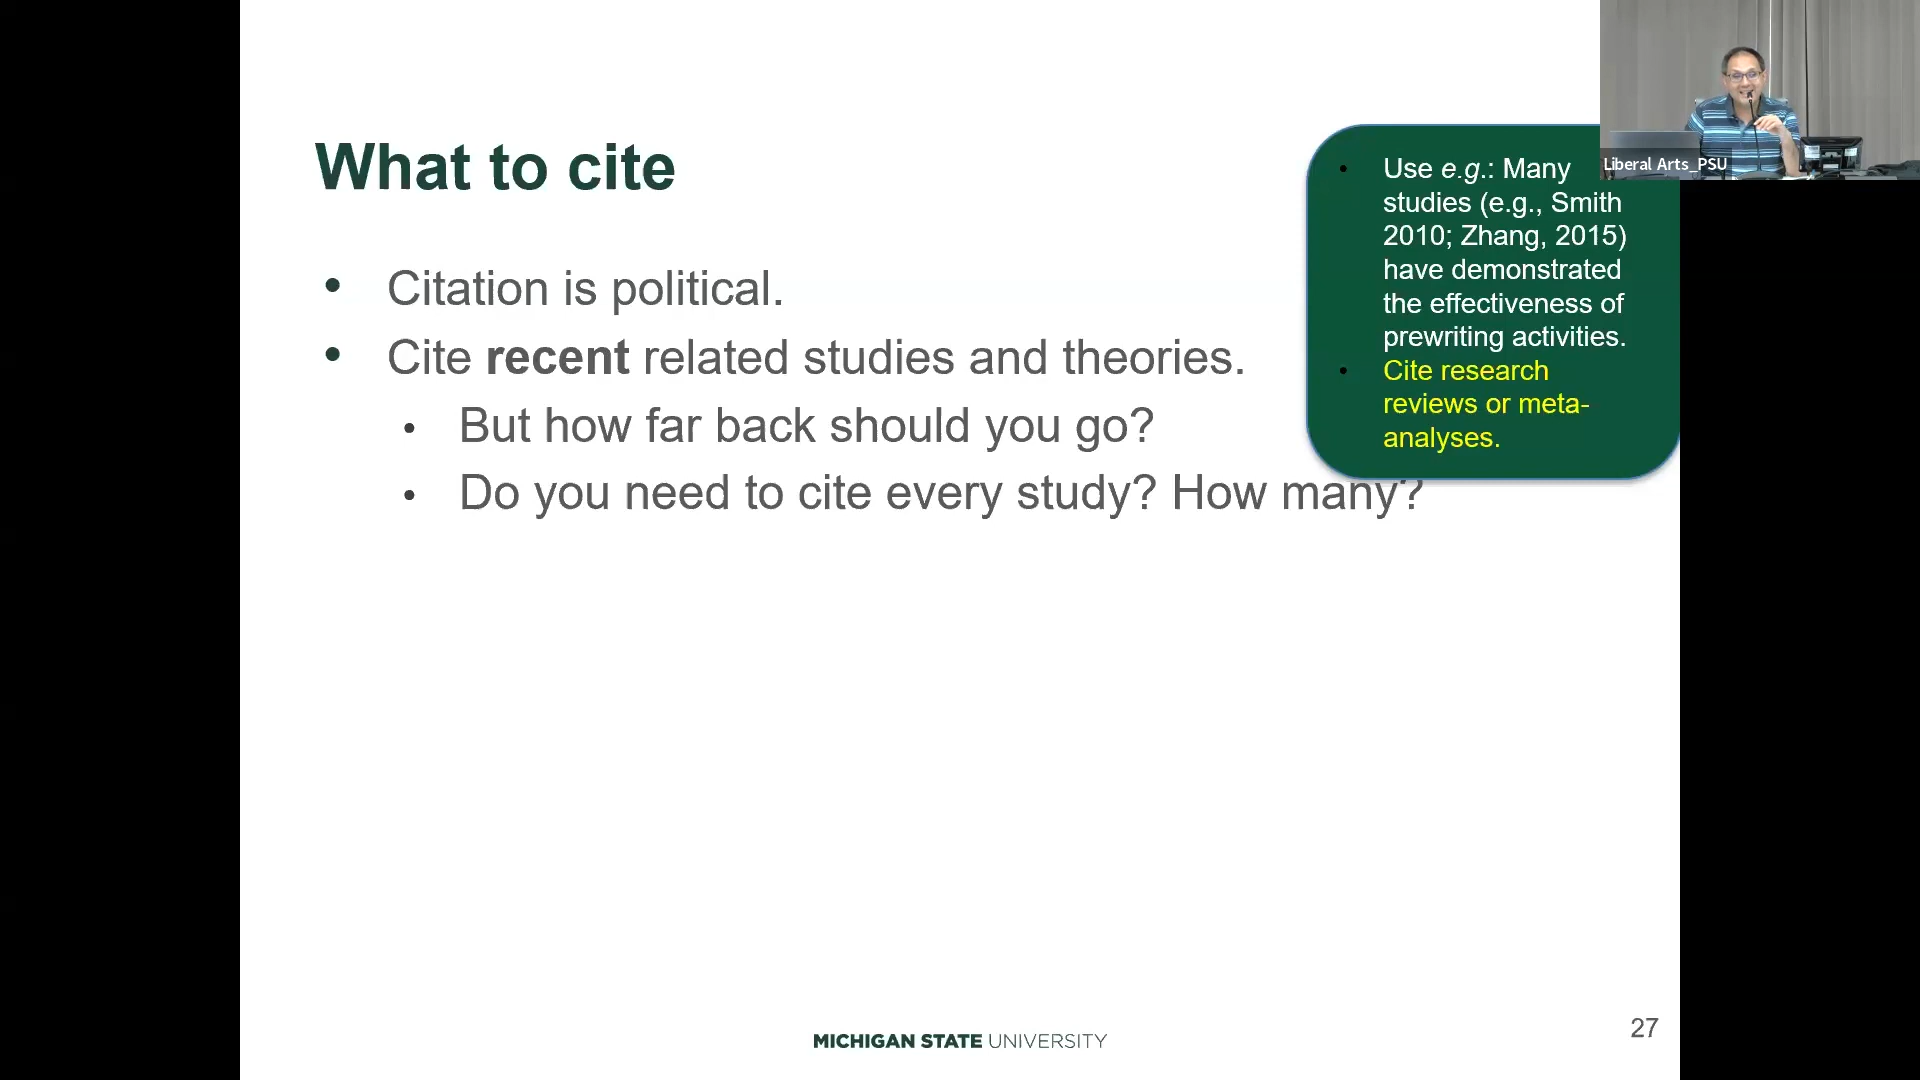 What to cite
• Citation is political.
• Cite recent related studies and theories.
• But how far back should you go?
• Do you need to cite every study? How many?
• Use e.g.: Many
studies (e.g., Smith
2010; Zhang, 2015)
have demonstrated
the effectiveness of
prewriting activities.
• Cite research
reviews or meta-
analyses.
Liberal Arts_PSU
MICHIGAN STATE UNIVERSITY
27